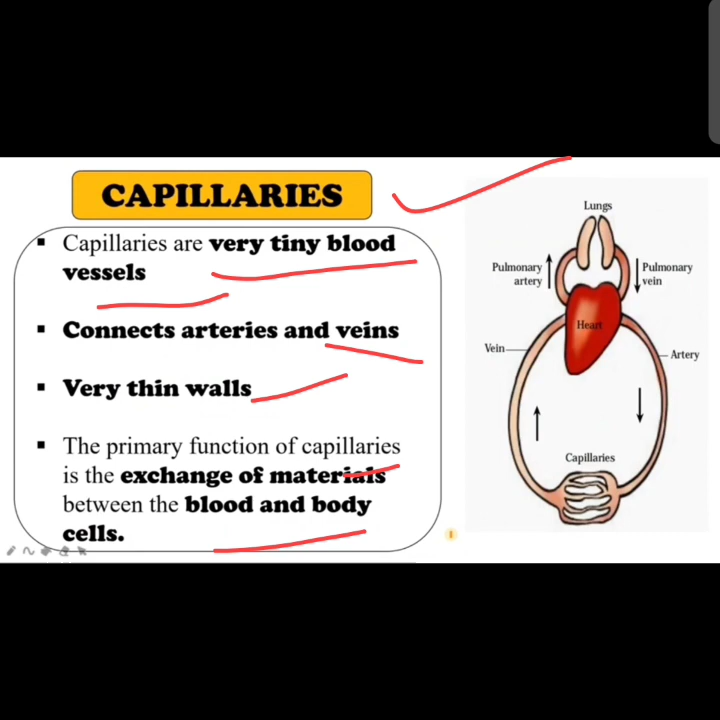 CAPILLARIES
▪ Capillaries are very tiny blood
vessels
▪ Connects arteries and veins
▪ Very thin walls
▪ The primary function of capillaries
is the exchange of materials
between the blood and body
cells.
Lungs
Pulmonary
artery
Pulmonary
vein
Heart
Vein
Artery
Capillaries